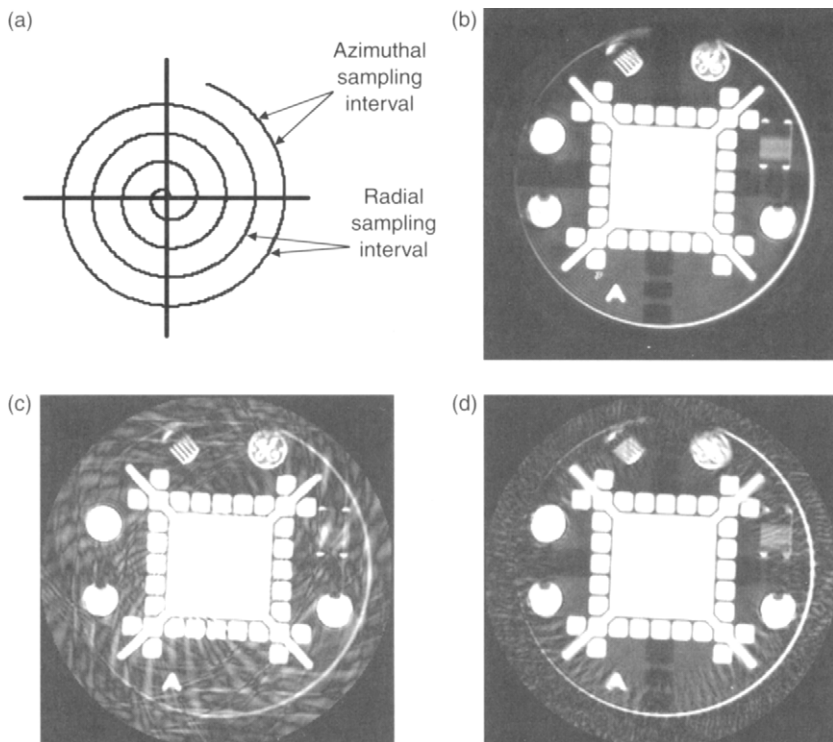 (a)
Azimuthal
sampling
interval
Radial
sampling
interval
(b)
(c)
(d)